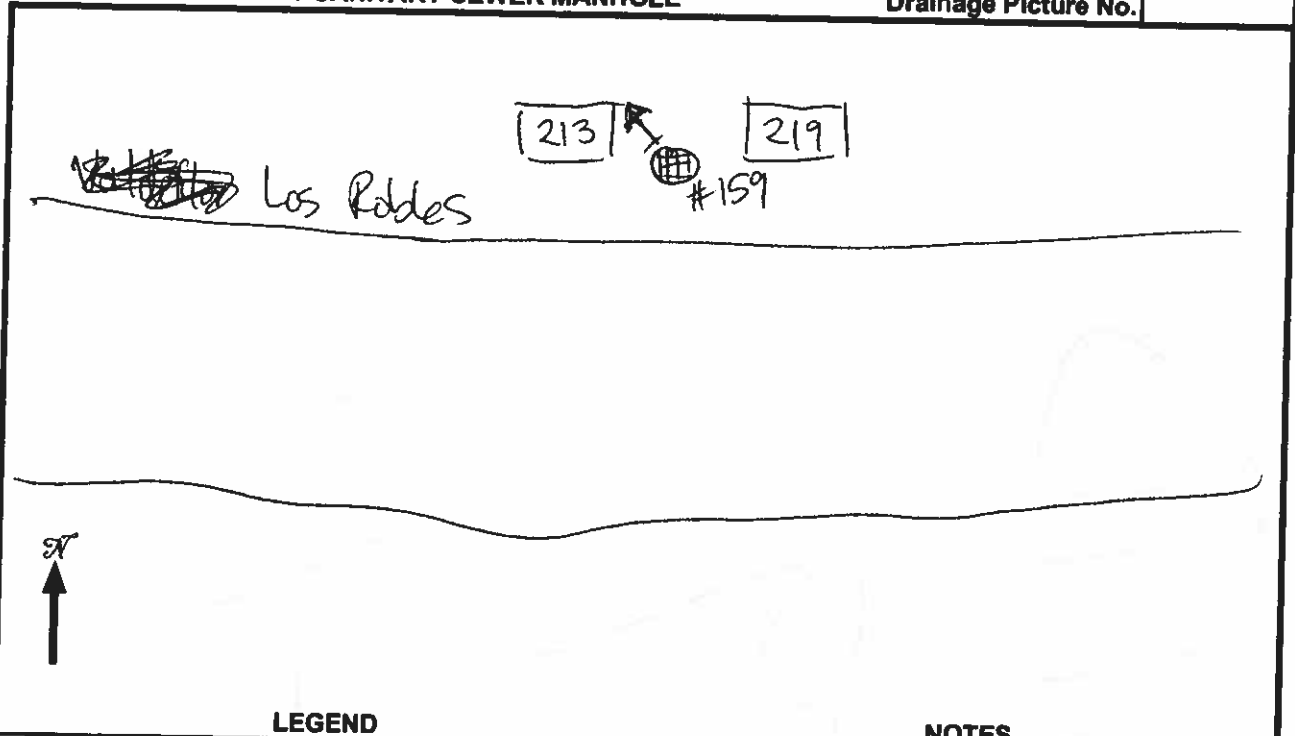 SANITARY SEWER MANHOLE
Drainage Picture No.
213
219
#159
Los Robles
N
LEGEND
NOTES